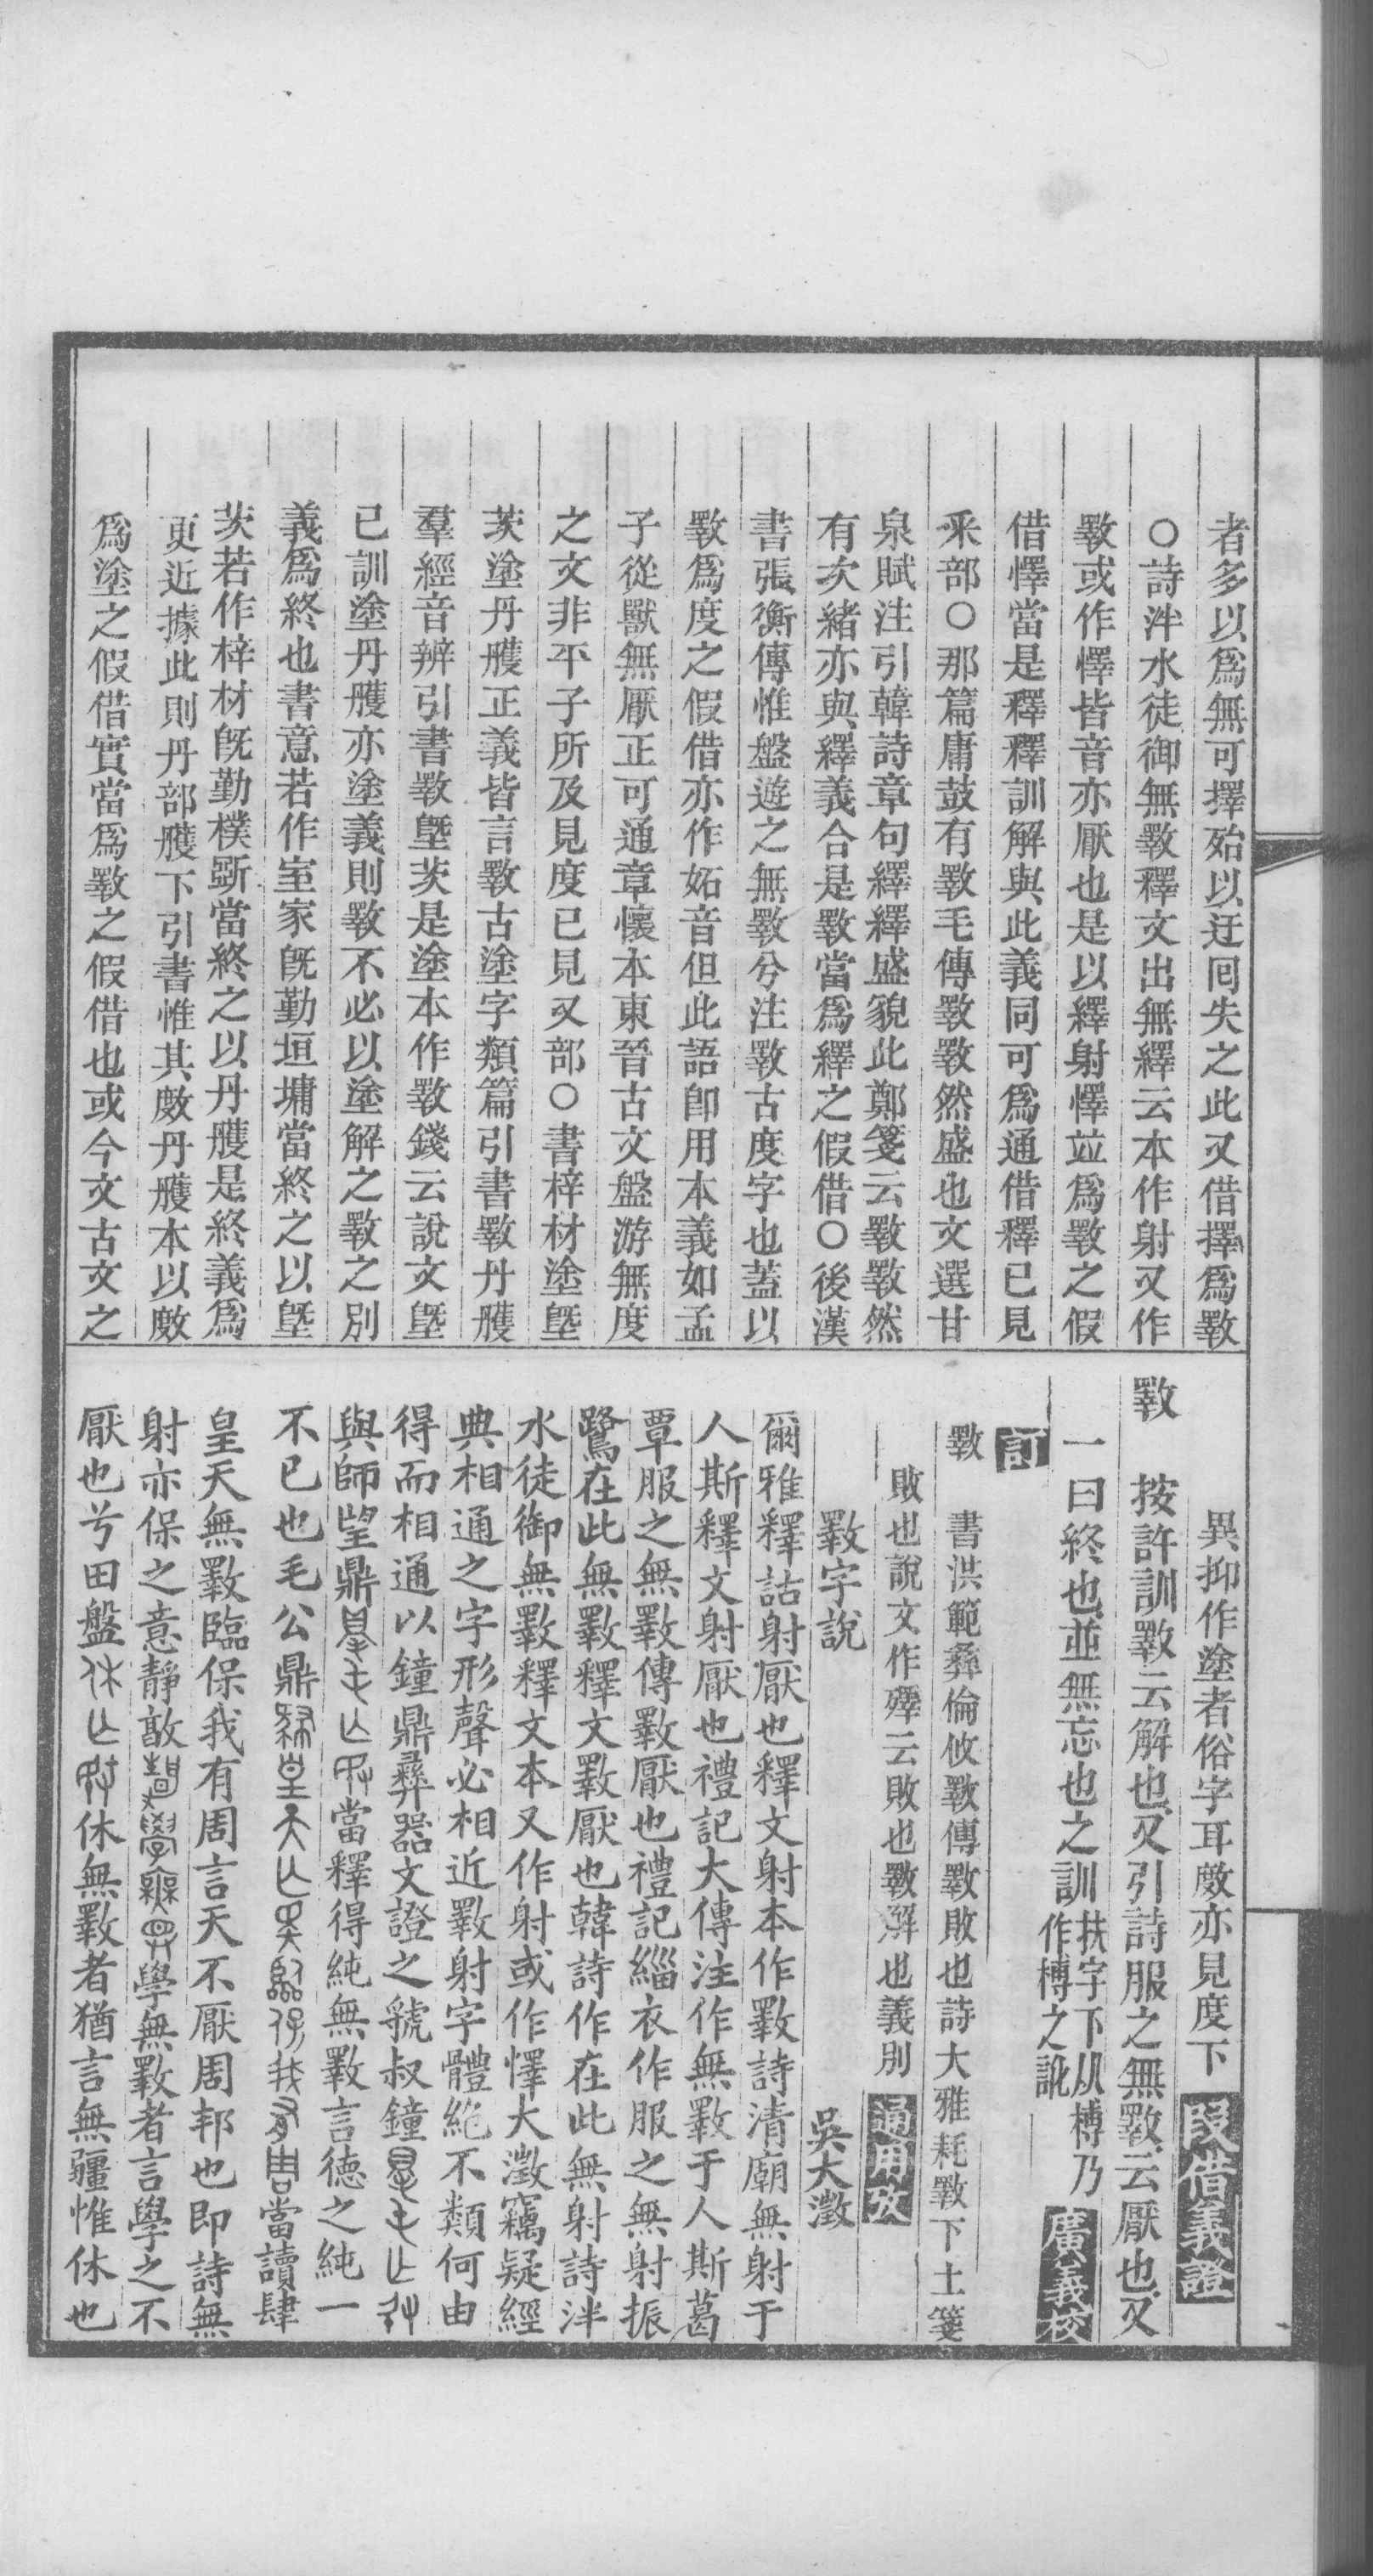 者多以爲無可擇殆以迂囘失之此又借擇爲斁
○詩泮水徒御無斁釋文出無繹云本作射又作
斁或作懌皆音亦厭也是以繹射懌竝爲斁之假
借懌當是釋釋訓解與此義同可爲通借釋已見
釆部○那篇庸鼓有斁毛傳斁斁然盛也文選甘
泉賦注引韓詩章句繹繹盛貌此鄭箋云斁斁然
有次緒亦與繹義合是斁當爲繹之假借○後漢
書張衡傳惟盤遊之無斁兮注斁古度字也蓋以
斁爲度之假借亦作妬音但此語卽用本義如孟
子從獸無厭正可通章懷本東晉古文盤游無度
之文非平子所及見度已見又部○書梓材塗塈
茨塗丹雘正義皆言斁古塗字類篇引書斁丹雘
羣經音辨引書斁塈茨是塗本作斁錢云說文塈
已訓塗丹雘亦塗義則斁不必以塗解之斁之別
義爲終也書意若作室家旣勤垣墉當終之以塈
茨若作梓材旣勤樸斲當終之以丹雘是終義爲
更近據此則丹部雘下引書惟其敗丹雘本以敗
爲塗之假借實當爲斁之假借也或今文古文之
異抑作塗者俗字耳敗亦見度下 叚借義證
斁 按許訓斁云解也又引詩服之無斁云厭也又
一曰終也並無忘也之訓扶字下从榑乃作榑之訛 廣義校
訂
斁 書洪範彝倫攸斁傳斁敗也詩大雅耗斁下土箋
敗也說文作殬云敗也斁解也義別 通用攷
斁字說 吳大澂
爾雅釋詁射厭也釋文射本作斁詩清廟無射于
人斯釋文射厭也禮記大傳注作無斁于人斯葛
覃服之無斁傳斁厭也禮記緇衣作服之無射振
鷺在此無斁釋文斁厭也韓詩作在此無射詩泮
水徒御無斁釋文本又作射或作懌大澂竊疑經
典相通之字形聲必相近斁射字體絶不類何由
得而相通以鐘鼎彝器文證之虢叔鐘
與師望鼎當釋得純無斁言德之純一
不已也毛公鼎當讀肆
皇天無斁臨保我有周言天不厭周邦也即詩無
射亦保之意靜敦學無斁者言學之不
厭也兮田盤休無斁者猶言無疆惟休也